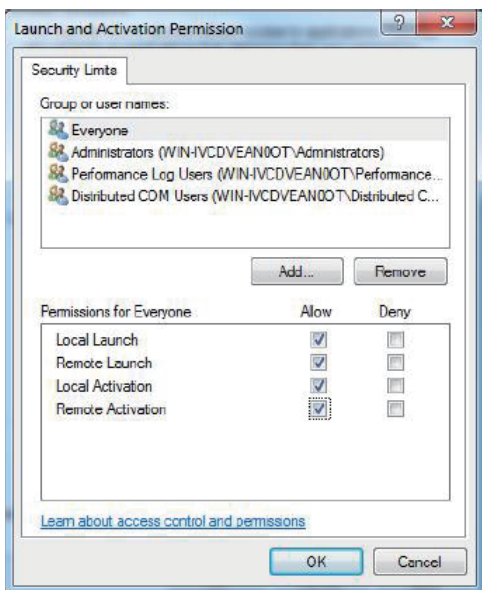 Launch and Activation Permission
Security Limits
Group or user names:
Everyone
Administrators (WIN-IVCDVEAN0OT\Administrators)
Performance Log Users (WIN-IVCDVEAN0OT\Performance...
Distributed COM Users (WIN-IVCDVEAN0OT\Distributed C...
Add... Remove
Permissions for Everyone Allow Deny
Local Launch
Remote Launch
Local Activation
Remote Activation
Learn about access control and permissions
OK Cancel